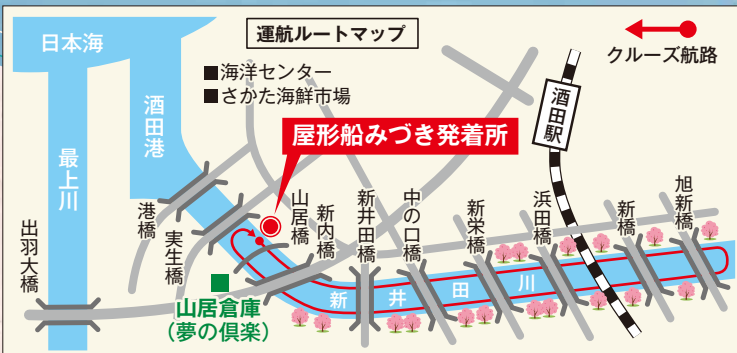 運航ルートマップ
クルーズ航路
日本海
■海洋センター
■さかた海鮮市場
酒田港
最上川
酒田駅
屋形船みづき発着所
出羽大橋
港橋
実生橋
山居橋
新内橋
新井田橋
中の口橋
新栄橋
浜田橋
新橋
旭新橋
山居倉庫
(夢の倶楽)
新井田川